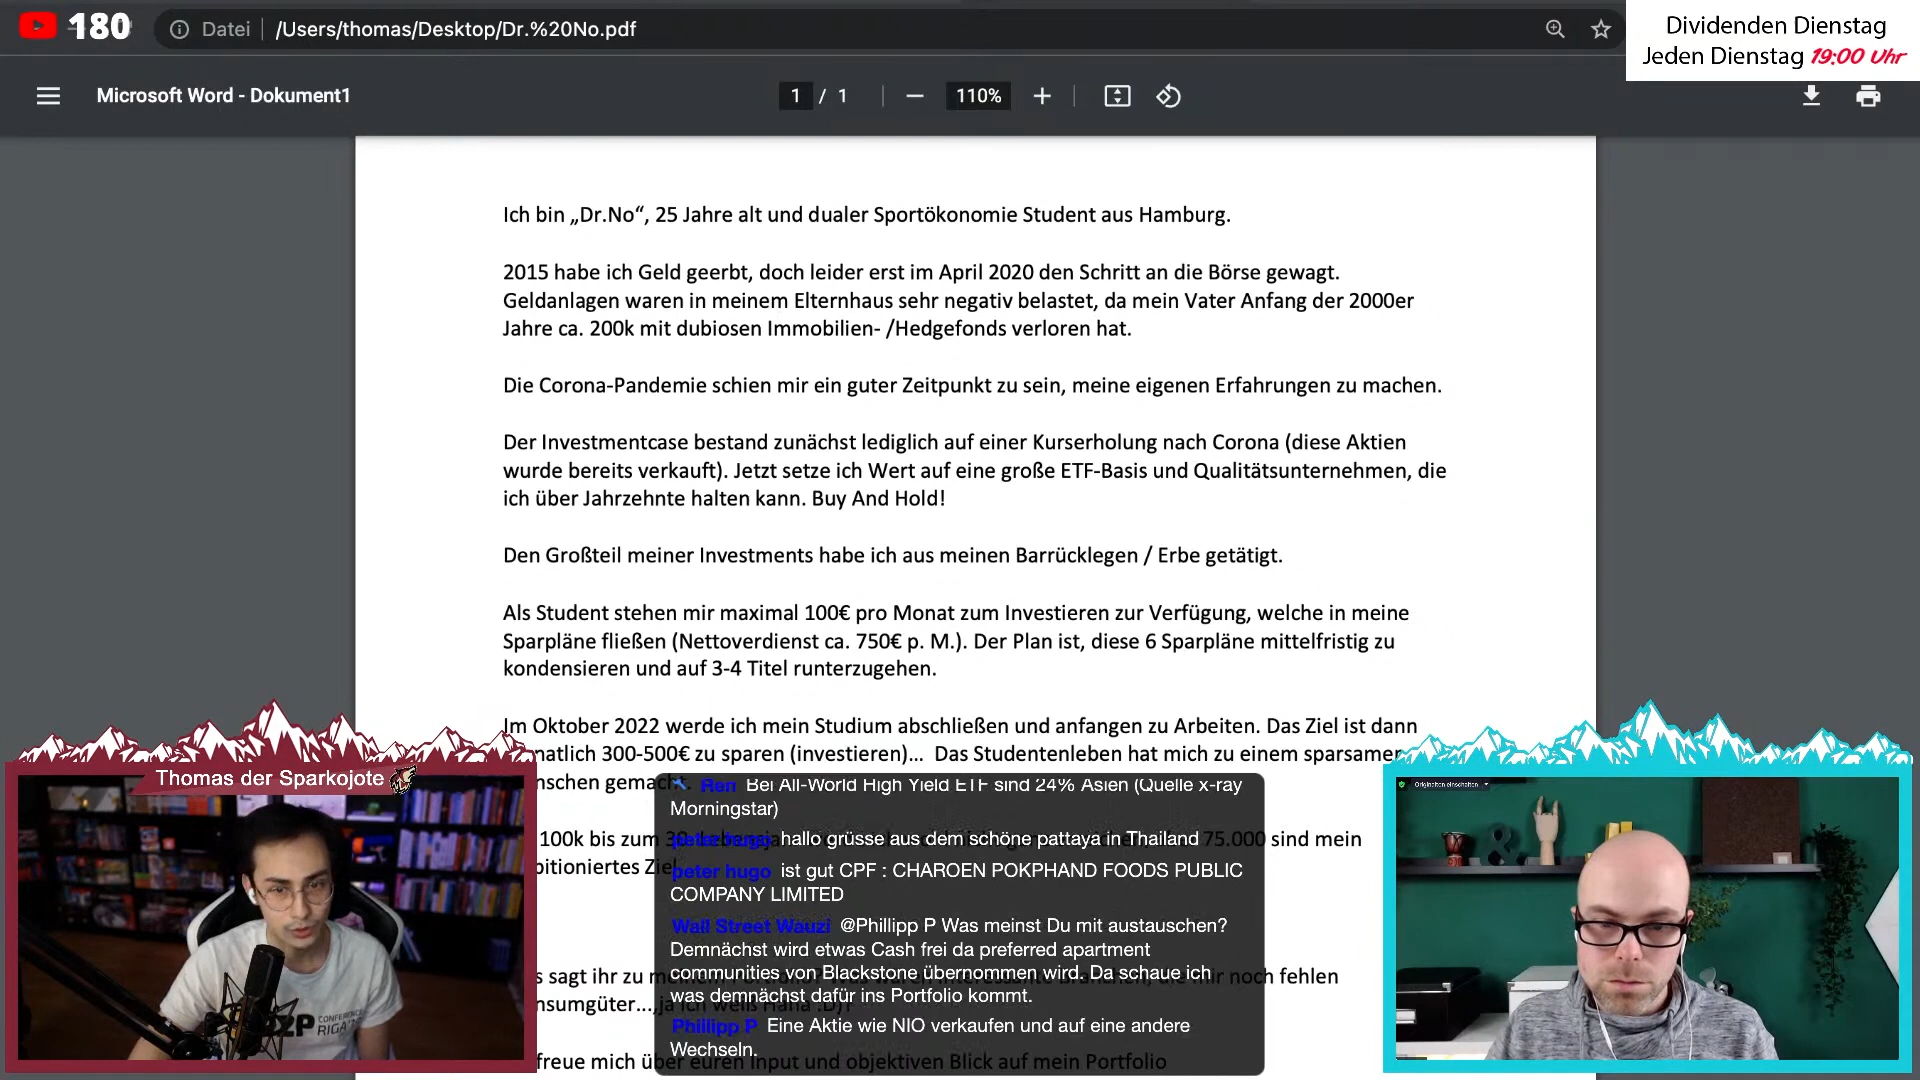 180
Datei
/Users/thomas/Desktop/Dr.%20No.pdf
Dividenden Dienstag
Jeden Dienstag 19:00 Uhr
Microsoft Word - Dokument1
1 / 1
110%
Ich bin „Dr.No“, 25 Jahre alt und dualer Sportökonomie Student aus Hamburg.
2015 habe ich Geld geerbt, doch leider erst im April 2020 den Schritt an die Börse gewagt.
Geldanlagen waren in meinem Elternhaus sehr negativ belastet, da mein Vater Anfang der 2000er
Jahre ca. 200k mit dubiosen Immobilien- /Hedgefonds verloren hat.
Die Corona-Pandemie schien mir ein guter Zeitpunkt zu sein, meine eigenen Erfahrungen zu machen.
Der Investmentcase bestand zunächst lediglich auf einer Kurserholung nach Corona (diese Aktien
wurde bereits verkauft). Jetzt setze ich Wert auf eine große ETF-Basis und Qualitätsunternehmen, die
ich über Jahrzehnte halten kann. Buy And Hold!
Den Großteil meiner Investments habe ich aus meinen Barrücklegen / Erbe getätigt.
Als Student stehen mir maximal 100€ pro Monat zum Investieren zur Verfügung, welche in meine
Sparpläne fließen (Nettoverdienst ca. 750€ p. M.). Der Plan ist, diese 6 Sparpläne mittelfristig zu
kondensieren und auf 3-4 Titel runterzugehen.
Im Oktober 2022 werde ich mein Studium abschließen und anfangen zu Arbeiten. Das Ziel ist dann
natlich 300-500€ zu sparen (investieren)… Das Studentenleben hat mich zu einem sparsamer
nschen gemach
100k bis zum
75.000 sind mein
bitioniertes Ziel
s sagt ihr zu
noch fehlen
nsumgüter...
freue mich über euren Input und objektiven Blick auf mein Portfolio
Thomas der Sparkojote
Ren Bei All-World High Yield ETF sind 24% Asien (Quelle x-ray
Morningstar)
peter hugo hallo grüsse aus dem schöne pattaya in Thailand
peter hugo ist gut CPF : CHAROEN POKPHAND FOODS PUBLIC
COMPANY LIMITED
Wall Street Wauzi @Phillipp P Was meinst Du mit austauschen?
Demnächst wird etwas Cash frei da preferred apartment
communities von Blackstone übernommen wird. Da schaue ich
was demnächst dafür ins Portfolio kommt.
Phillipp P Eine Aktie wie NIO verkaufen und auf eine andere
Wechseln.
CONFERENCE
RIGA
Originalton einschalten